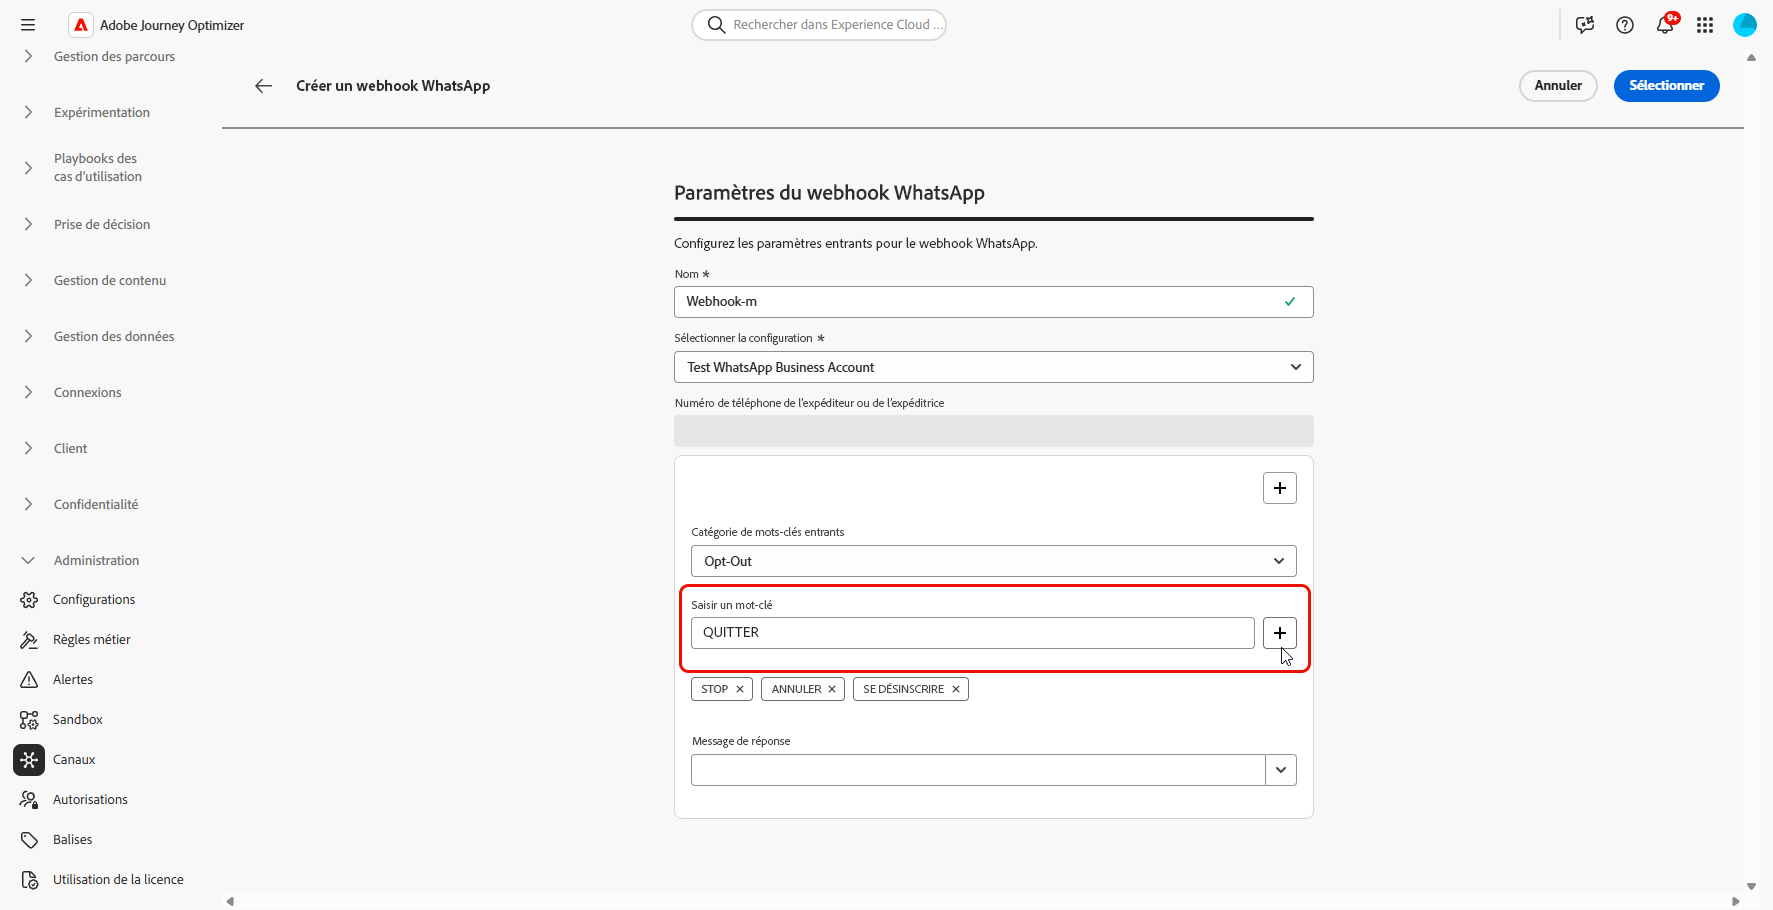 Adobe Journey Optimizer
Rechercher dans Experience Cloud ...
9+
Gestion des parcours
Expérimentation
Playbooks des
cas d'utilisation
Prise de décision
Gestion de contenu
Gestion des données
Connexions
Client
Confidentialité
Administration
Configurations
Règles métier
Alertes
Sandbox
Canaux
Autorisations
Balises
Utilisation de la licence
Créer un webhook WhatsApp
Annuler
Sélectionner
Paramètres du webhook WhatsApp
Configurez les paramètres entrants pour le webhook WhatsApp.
Nom *
Webhook-m
Sélectionner la configuration *
Test WhatsApp Business Account
Numéro de téléphone de l'expéditeur ou de l'expéditrice
Catégorie de mots-clés entrants
Opt-Out
Saisir un mot-clé
QUITTER
STOP
ANNULER
SE DÉSINSCRIRE
Message de réponse